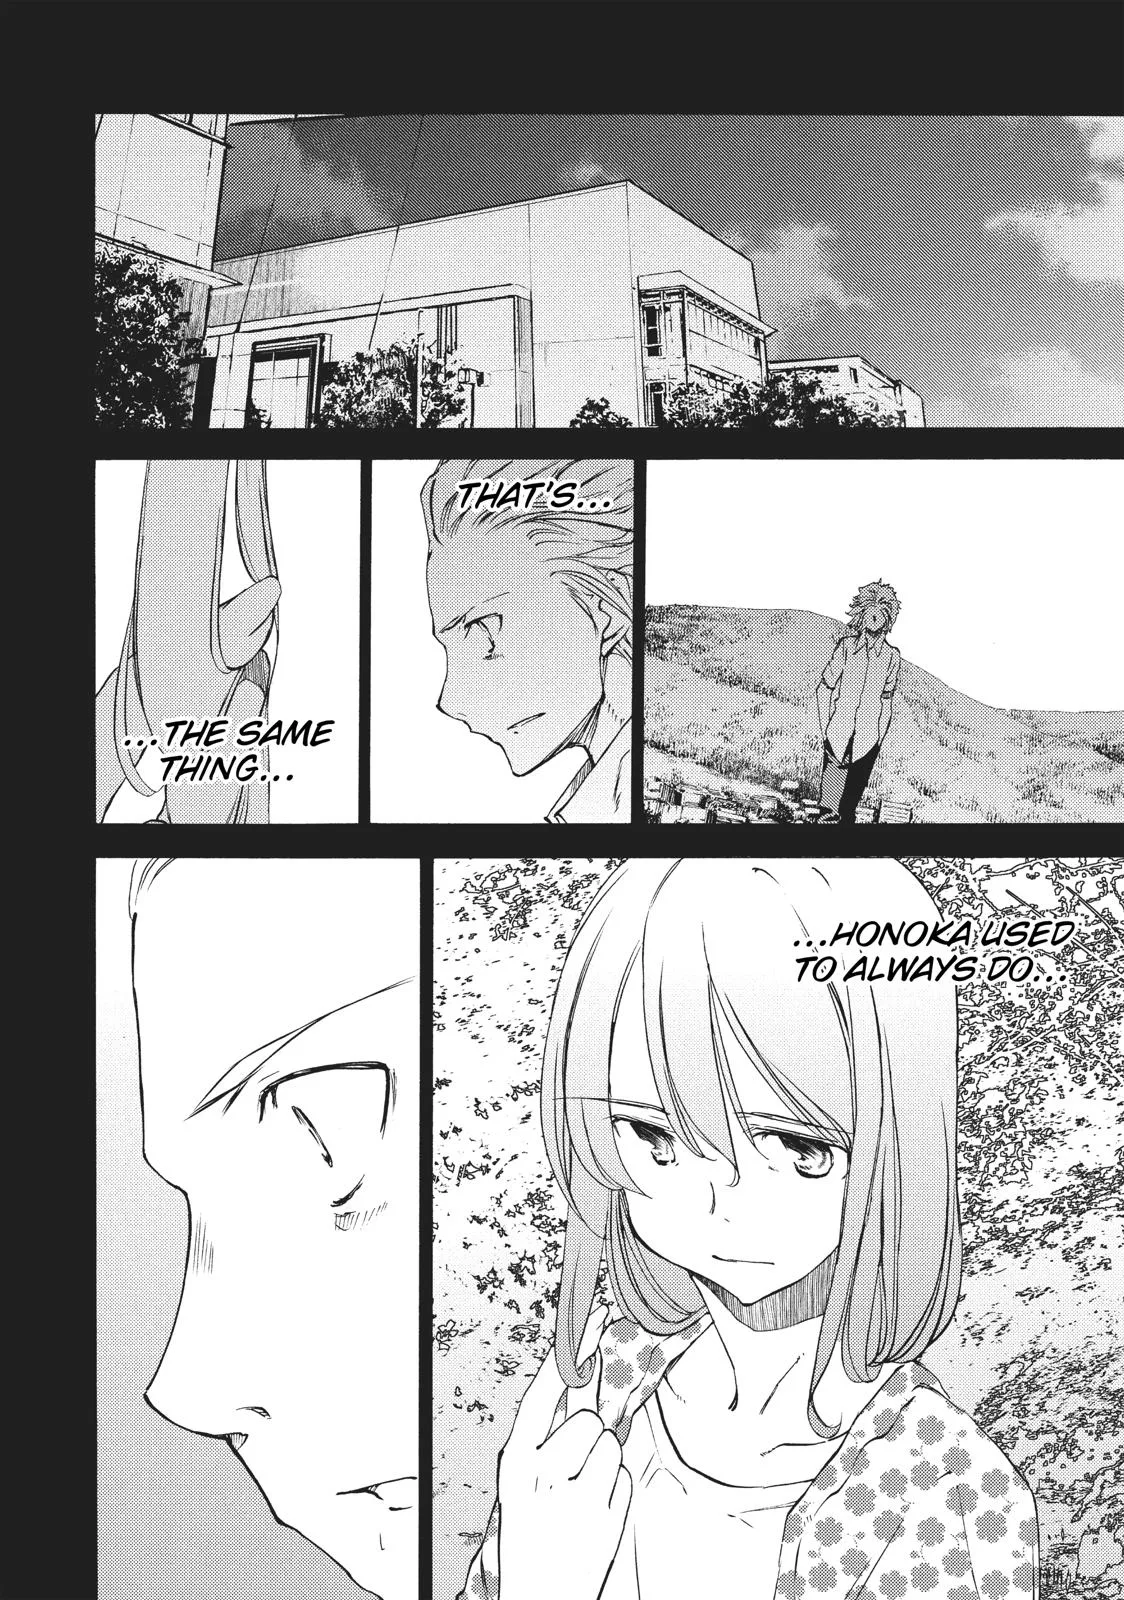 THAT'S...
...THE SAME
THING...
...HONOKA USED
TO ALWAYS DO...